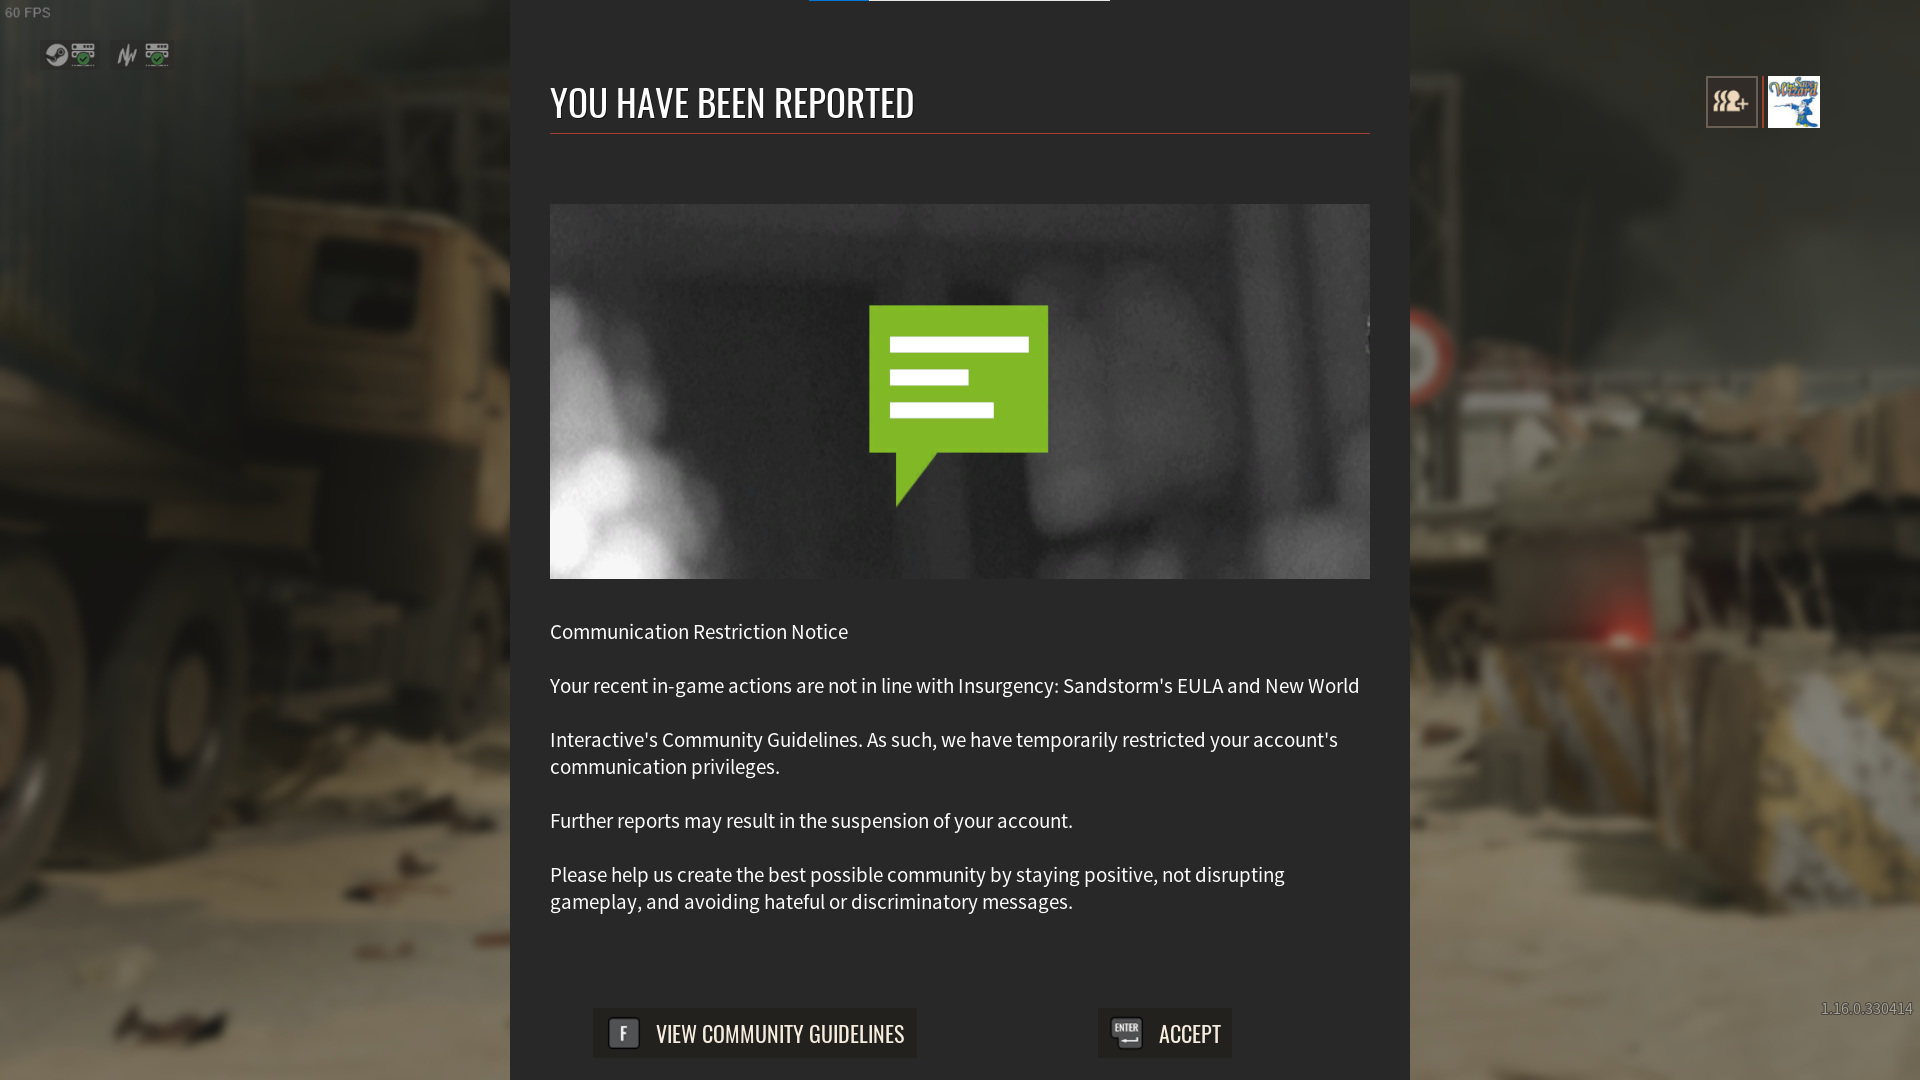 60 FPS
Save
Wizard
YOU HAVE BEEN REPORTED
Communication Restriction Notice
Your recent in-game actions are not in line with Insurgency: Sandstorm's EULA and New World
Interactive's Community Guidelines. As such, we have temporarily restricted your account's
communication privileges.
Further reports may result in the suspension of your account.
Please help us create the best possible community by staying positive, not disrupting
gameplay, and avoiding hateful or discriminatory messages.
1.16.0.330414
F VIEW COMMUNITY GUIDELINES
ENTER ACCEPT